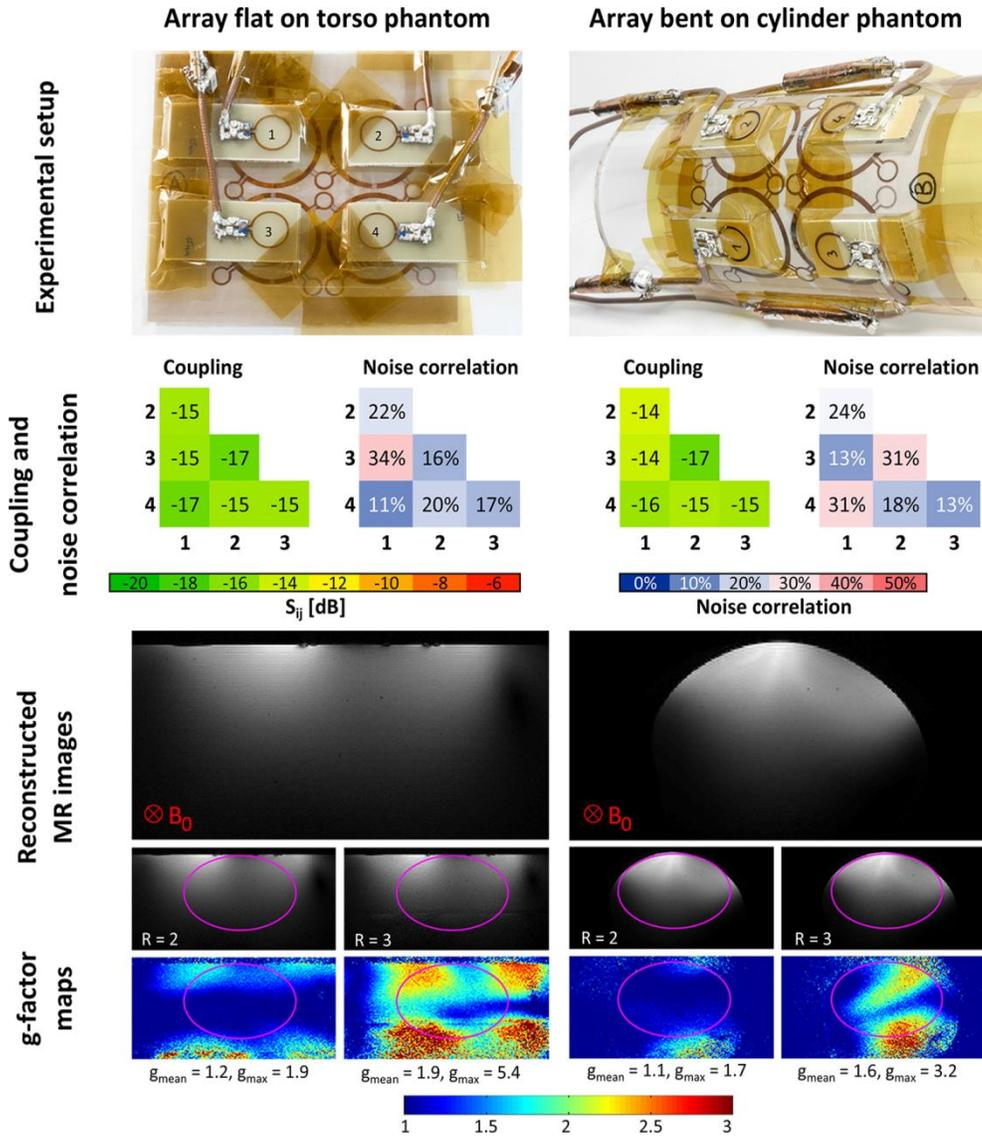 Array flat on torso phantom
Array bent on cylinder phantom
Experimental setup
1
2
3
4
2
4
B
1
3
Coupling and
noise correlation
Coupling
Noise correlation
Coupling
Noise correlation
2 -15
2 22%
2 -14
2 24%
3 -15 -17
3 34% 16%
3 -14 -17
3 13% 31%
4 -17 -15 -15
4 11% 20% 17%
4 -16 -15 -15
4 31% 18% 13%
1 2 3
1 2 3
1 2 3
1 2 3
-20 -18 -16 -14 -12 -10 -8 -6
0% 10% 20% 30% 40% 50%
Sij [dB]
Noise correlation
Reconstructed
MR images
B0
B0
R = 2
R = 3
R = 2
R = 3
g-factor
maps
gmean = 1.2, gmax = 1.9
gmean = 1.9, gmax = 5.4
gmean = 1.1, gmax = 1.7
gmean = 1.6, gmax = 3.2
1 1.5 2 2.5 3